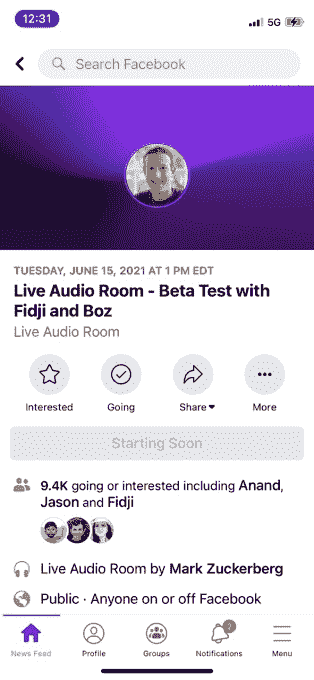 12:31
5G
Search Facebook
TUESDAY, JUNE 15, 2021 AT 1 PM EDT
Live Audio Room - Beta Test with
Fidji and Boz
Live Audio Room
Interested Going Share More
Starting Soon
9.4K going or interested including Anand,
Jason and Fidji
Live Audio Room by Mark Zuckerberg
Public · Anyone on or off Facebook
News Feed Profile Groups Notifications Menu